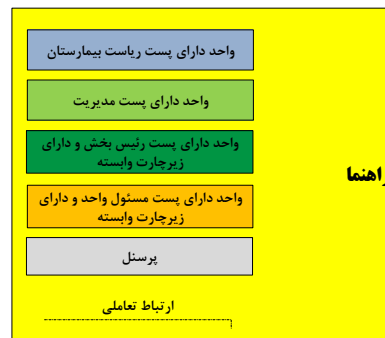 واحد دارای پست ریاست بیمارستان
واحد دارای پست مدیریت
واحد دارای پست رئیس بخش و دارای
زیرچارت وابسته
راهنما
واحد دارای پست مسئول واحد و دارای
زیرچارت وابسته
پرسنل
ارتباط تعاملی